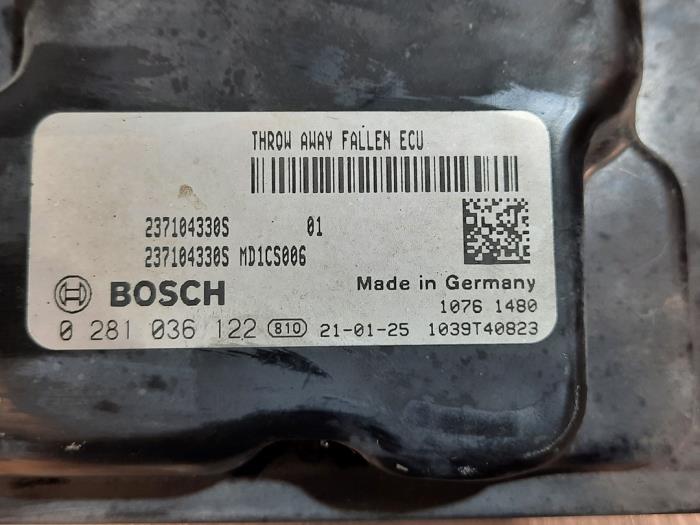 THROW AWAY FALLEN ECU
237104330S 01
237104330S MD1CS006
BOSCH Made in Germany
1076 1480
0 281 036 122 810 21-01-25 1039T40823